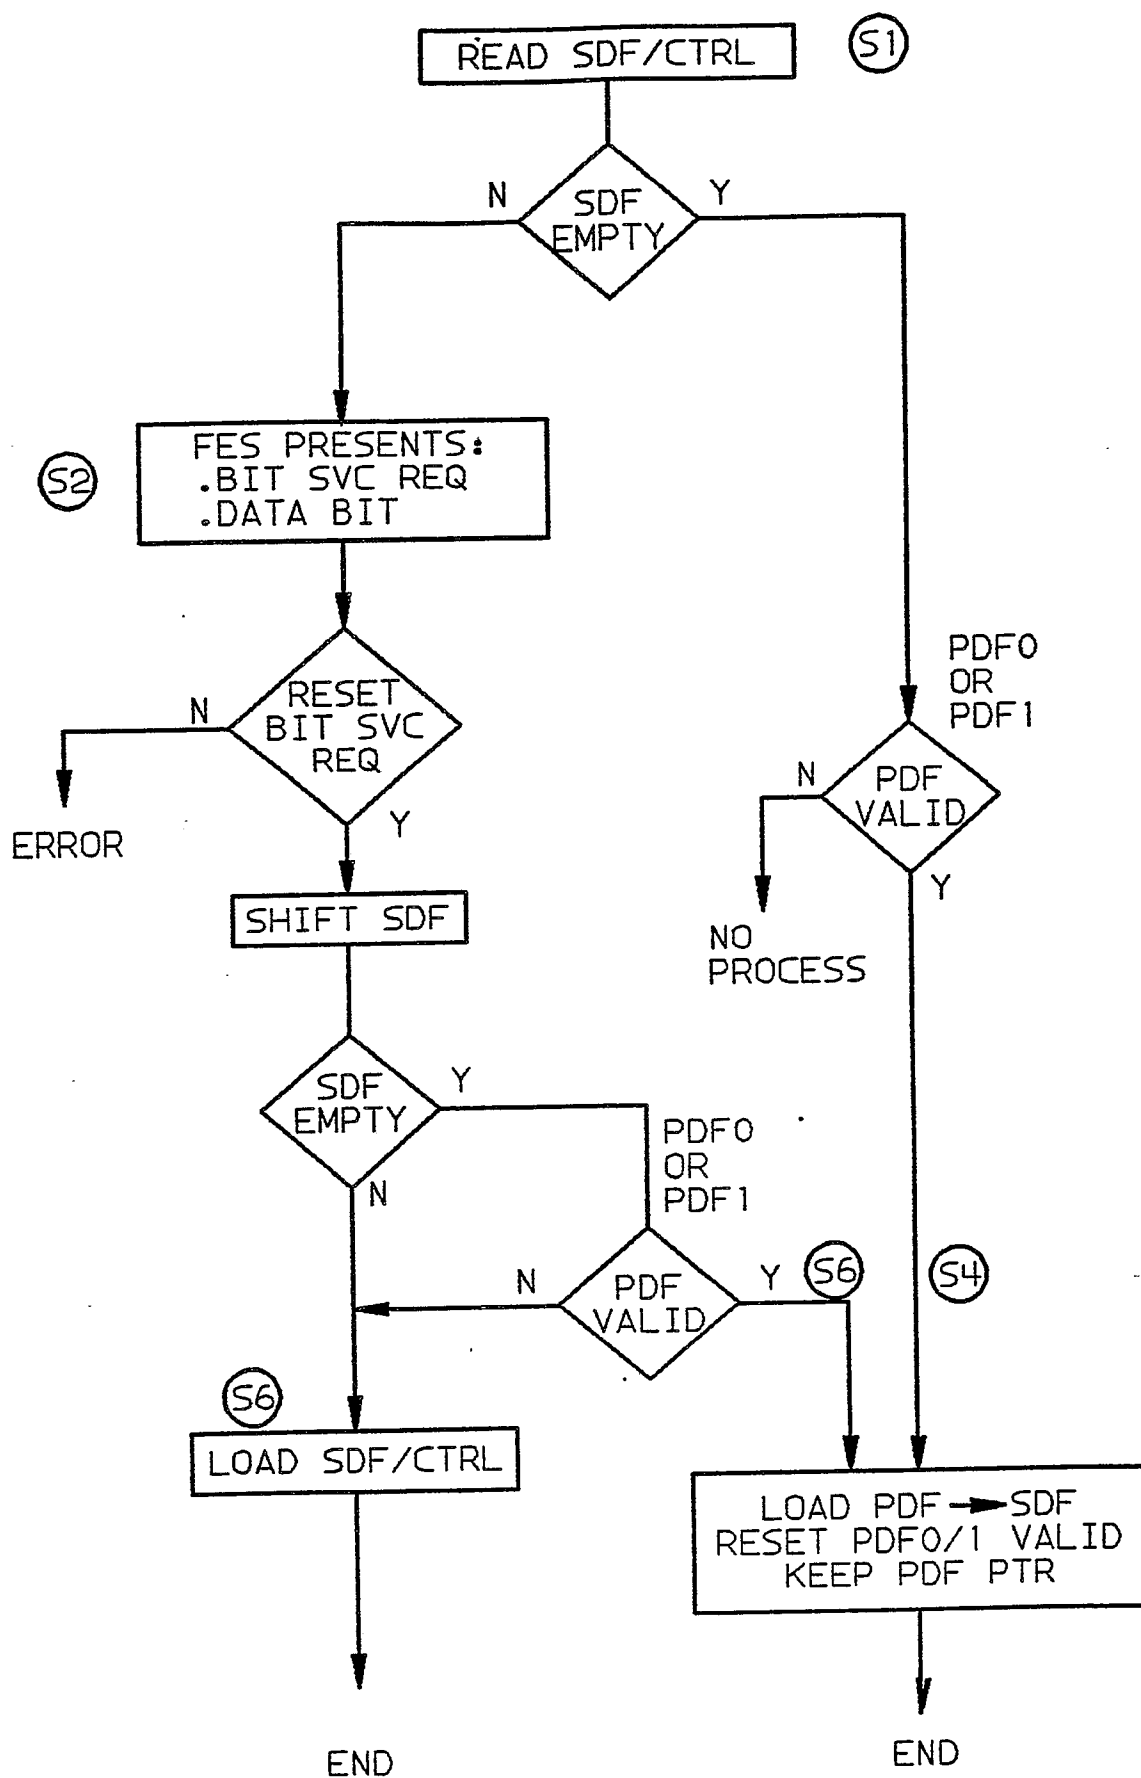 READ SDF/CTRL
S1
N
SDF
EMPTY
Y
FES PRESENTS:
.BIT SVC REQ
.DATA BIT
S2
RESET
BIT SVC
REQ
N
Y
ERROR
PDF0
OR
PDF1
PDF
VALID
N
Y
NO
PROCESS
SHIFT SDF
SDF
EMPTY
Y
N
PDF0
OR
PDF1
PDF
VALID
N
Y
S6
S4
S6
LOAD SDF/CTRL
LOAD PDF → SDF
RESET PDF0/1 VALID
KEEP PDF PTR
END
END